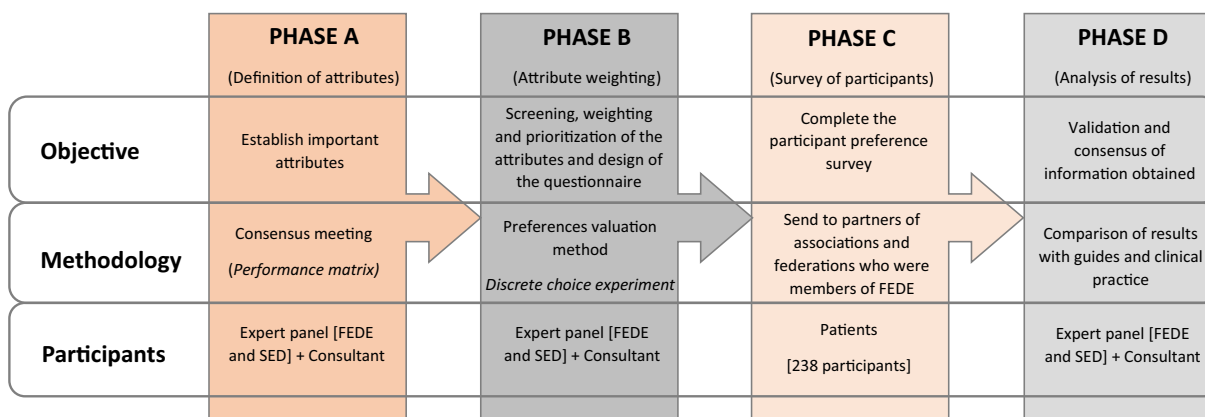 PHASE A
(Definition of attributes)
PHASE B
(Attribute weighting)
PHASE C
(Survey of participants)
PHASE D
(Analysis of results)
Objective
Establish important
attributes
Screening, weighting
and prioritization of the
attributes and design of
the questionnaire
Complete the
participant preference
survey
Validation and
consensus of
information obtained
Methodology
Consensus meeting
(Performance matrix)
Preferences valuation
method
Discrete choice experiment
Send to partners of
associations and
federations who were
members of FEDE
Comparison of results
with guides and clinical
practice
Participants
Expert panel [FEDE
and SED] + Consultant
Expert panel [FEDE
and SED] + Consultant
Patients
[238 participants]
Expert panel [FEDE
and SED] + Consultant